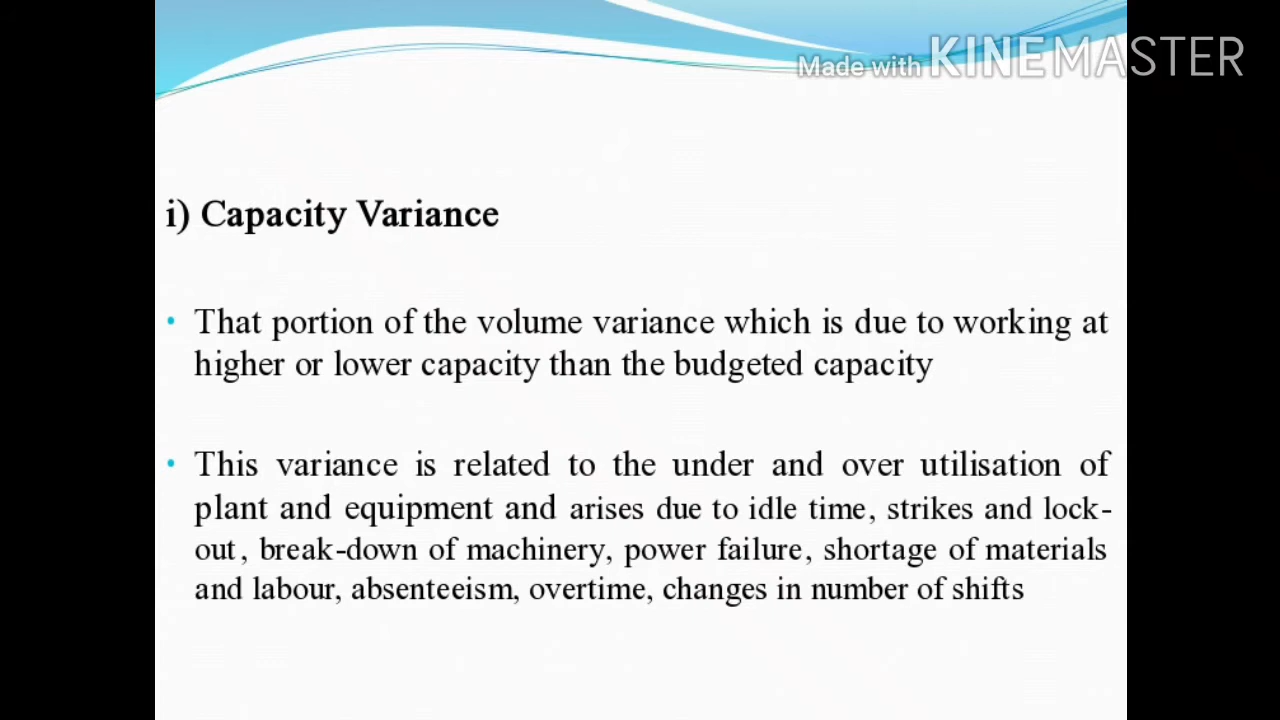 Made with KINEMASTER
i) Capacity Variance
• That portion of the volume variance which is due to working at
higher or lower capacity than the budgeted capacity
• This variance is related to the under and over utilisation of
plant and equipment and arises due to idle time, strikes and lock-
out, break-down of machinery, power failure, shortage of materials
and labour, absenteeism, overtime, changes in number of shifts